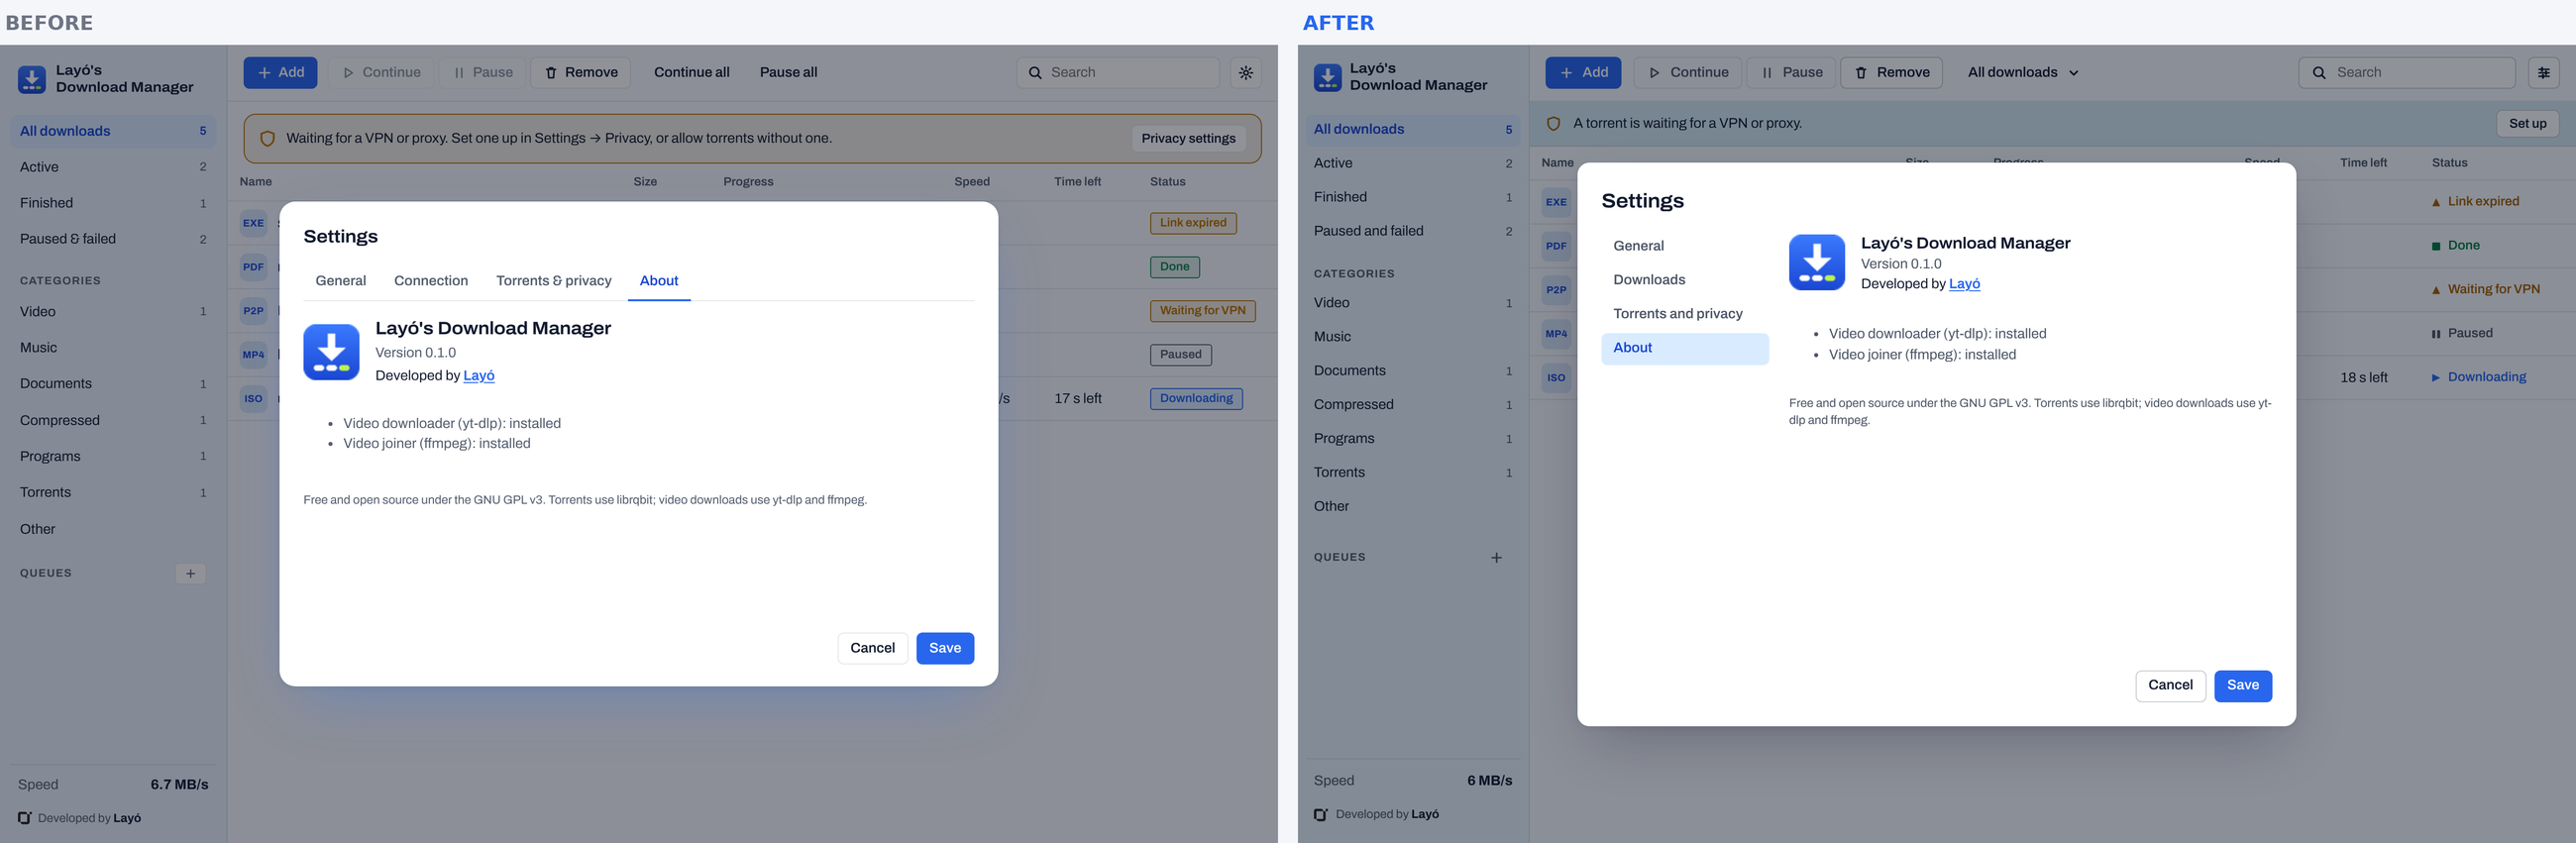 BEFORE
Layó's
Download Manager
Add
Continue
Pause
Remove
Continue all
Pause all
Search
All downloads 5
Active 2
Finished 1
Paused & failed 2
CATEGORIES
Video 1
Music
Documents 1
Compressed 1
Programs 1
Torrents 1
Other
QUEUES +
Speed 6.7 MB/s
Developed by Layó
Waiting for a VPN or proxy. Set one up in Settings → Privacy, or allow torrents without one.
Privacy settings
Name Size Progress Speed Time left Status
EXE Link expired
PDF Done
P2P Waiting for VPN
MP4 Paused
ISO /s 17 s left Downloading
Settings
General Connection Torrents & privacy About
Layó's Download Manager
Version 0.1.0
Developed by Layó
• Video downloader (yt-dlp): installed
• Video joiner (ffmpeg): installed
Free and open source under the GNU GPL v3. Torrents use librqbit; video downloads use yt-dlp and ffmpeg.
Cancel Save
AFTER
Layó's
Download Manager
Add
Continue
Pause
Remove
All downloads
Search
All downloads 5
Active 2
Finished 1
Paused and failed 2
CATEGORIES
Video 1
Music
Documents 1
Compressed 1
Programs 1
Torrents 1
Other
QUEUES +
Speed 6 MB/s
Developed by Layó
A torrent is waiting for a VPN or proxy.
Set up
Name Size Progress Speed Time left Status
EXE Link expired
PDF Done
P2P Waiting for VPN
MP4 Paused
ISO 18 s left Downloading
Settings
General
Downloads
Torrents and privacy
About
Layó's Download Manager
Version 0.1.0
Developed by Layó
• Video downloader (yt-dlp): installed
• Video joiner (ffmpeg): installed
Free and open source under the GNU GPL v3. Torrents use librqbit; video downloads use yt-
dlp and ffmpeg.
Cancel Save